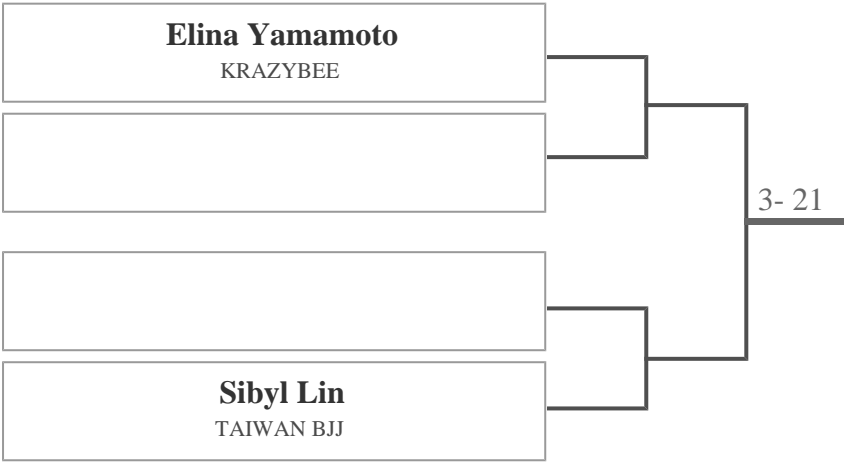 Elina Yamamoto
KRAZYBEE
3- 21
Sibyl Lin
TAIWAN BJJ